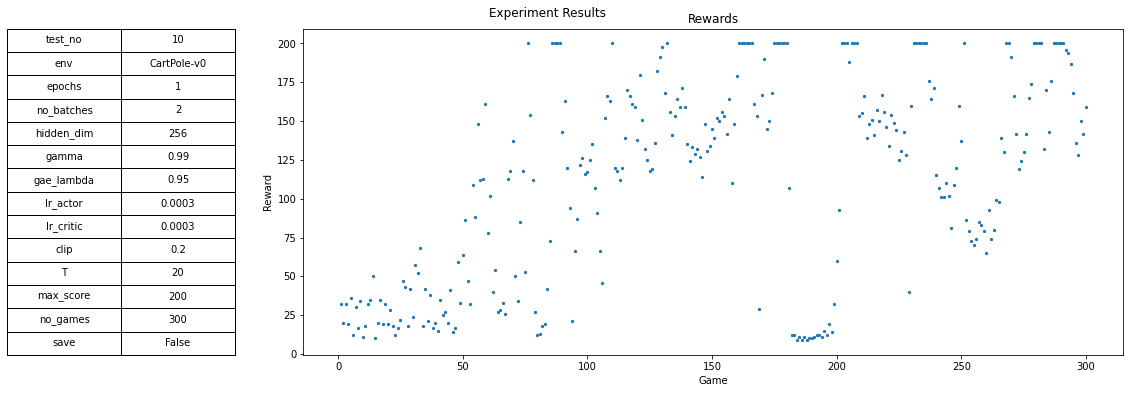 Experiment Results
Rewards
test_no 10
env CartPole-v0
epochs 1
no_batches 2
hidden_dim 256
gamma 0.99
gae_lambda 0.95
lr_actor 0.0003
lr_critic 0.0003
clip 0.2
T 20
max_score 200
no_games 300
save False
Reward
200
175
150
125
100
75
50
25
0
0 50 100 150 200 250 300
Game